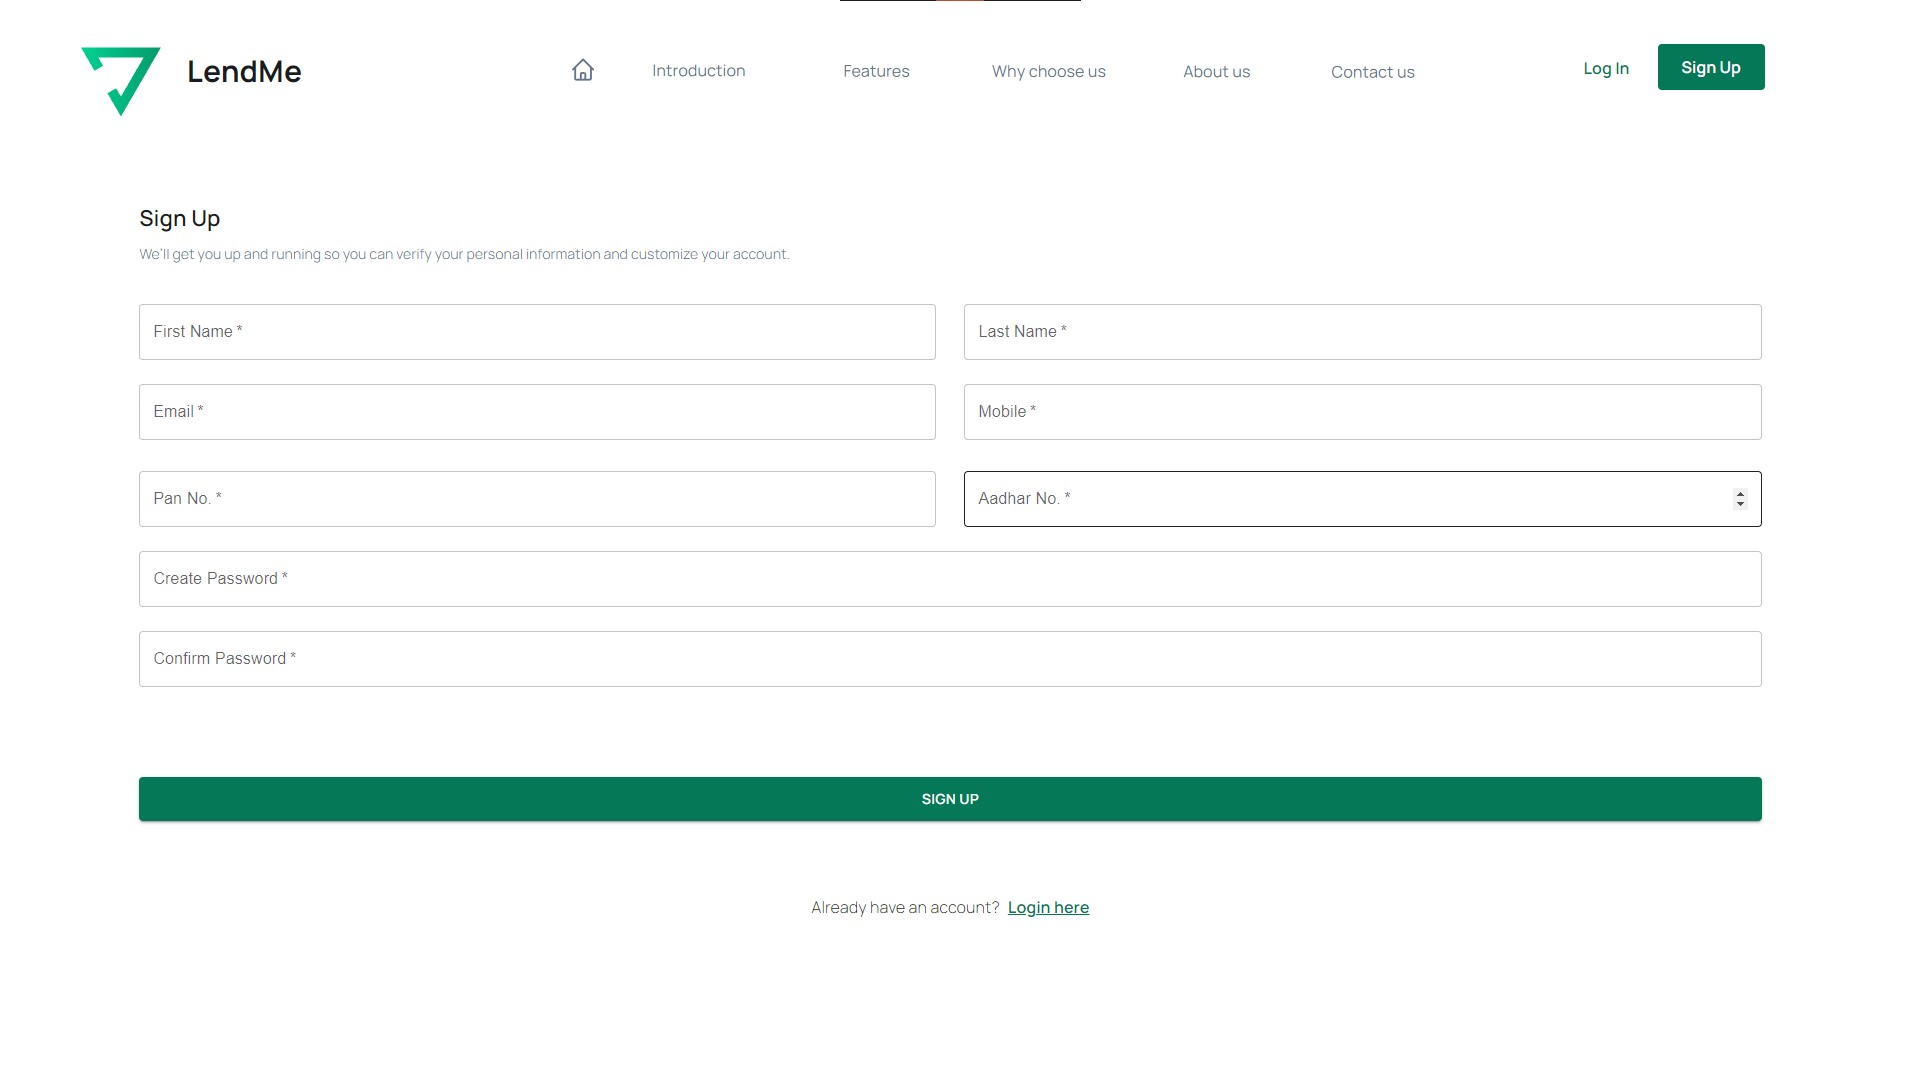 LendMe
Introduction
Features
Why choose us
About us
Contact us
Log In
Sign Up
Sign Up
We'll get you up and running so you can verify your personal information and customize your account.
First Name *
Last Name *
Email *
Mobile *
Pan No. *
Aadhar No. *
Create Password *
Confirm Password *
SIGN UP
Already have an account? Login here